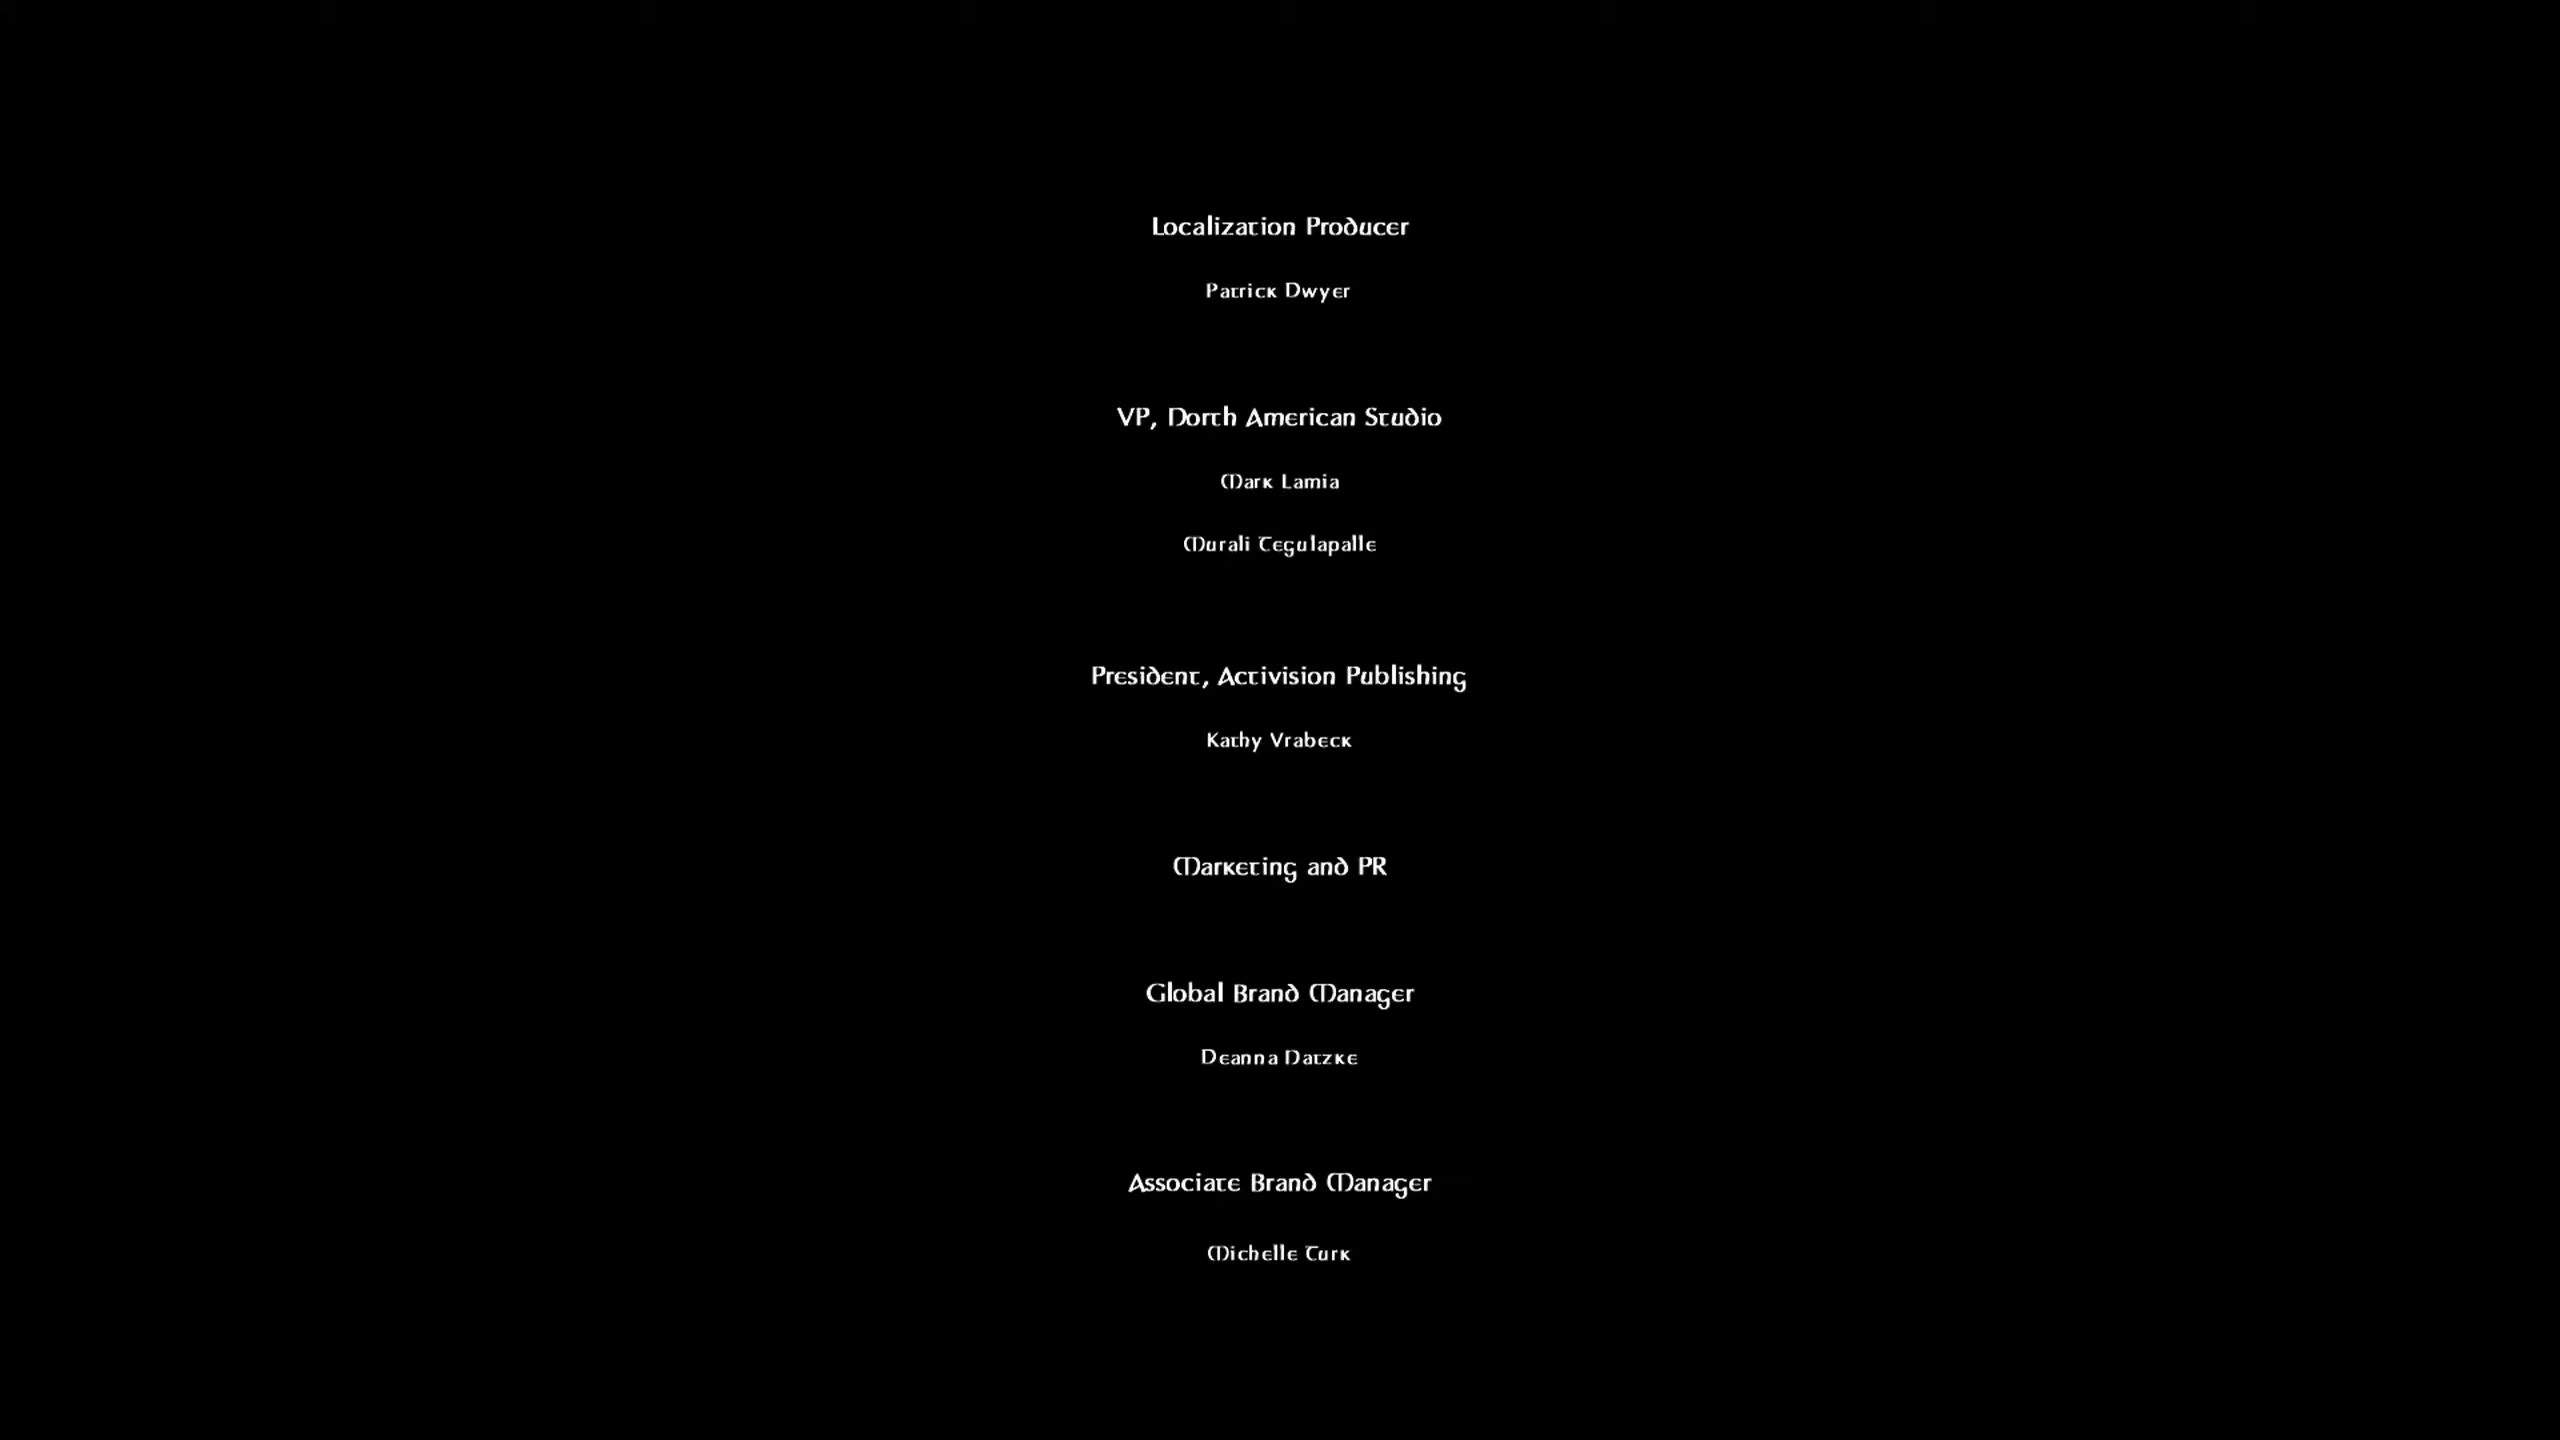 Localization Producer
Patrick Dwyer
VP, North American Studio
Mark Lamia
Murali Tegulapalle
President, Activision Publishing
Kathy Vrabeck
Marketing and PR
Global Brand Manager
Deanna Natzke
Associate Brand Manager
Michelle Turk